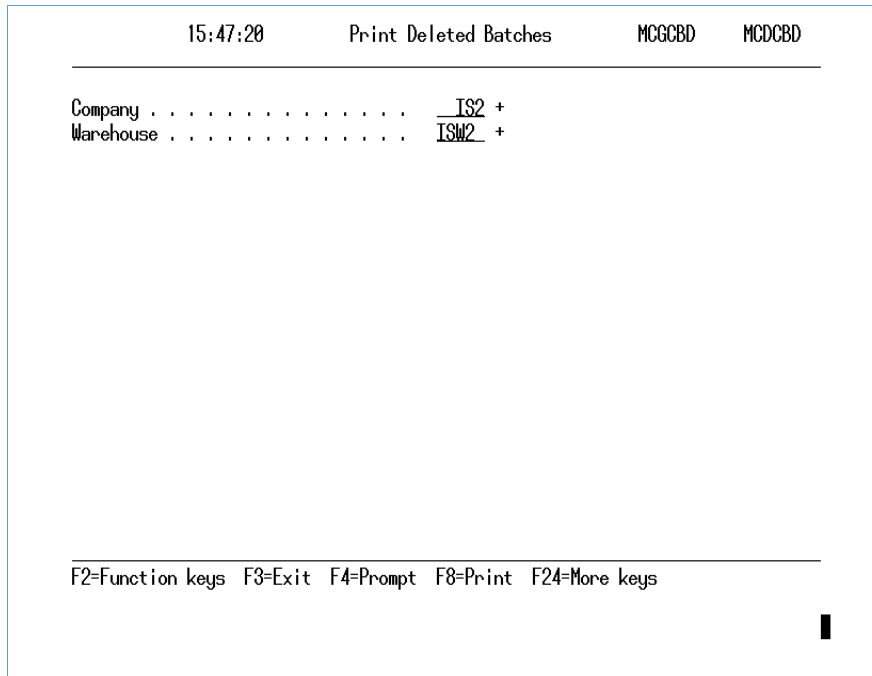 15:47:20 Print Deleted Batches MCGCBD MCDCBD
Company . . . . . . . . . . . . . . IS2 +
Warehouse . . . . . . . . . . . . . ISW2 +
F2=Function keys F3=Exit F4=Prompt F8=Print F24=More keys